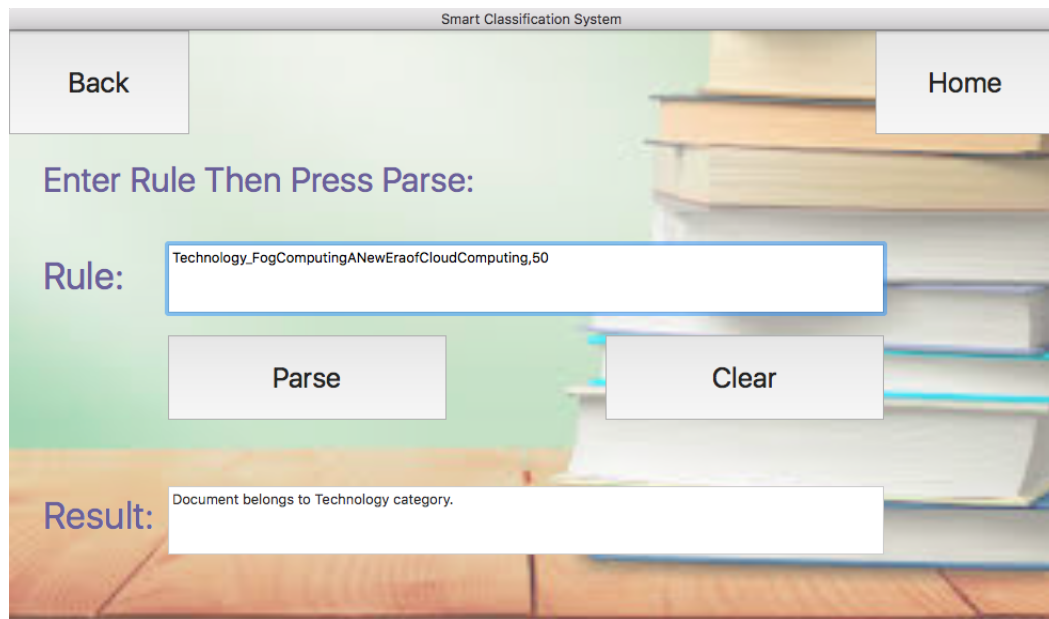 Smart Classification System
Back
Home
Enter Rule Then Press Parse:
Rule:
Technology_FogComputingANewEraofCloudComputing,50
Parse
Clear
Result:
Document belongs to Technology category.